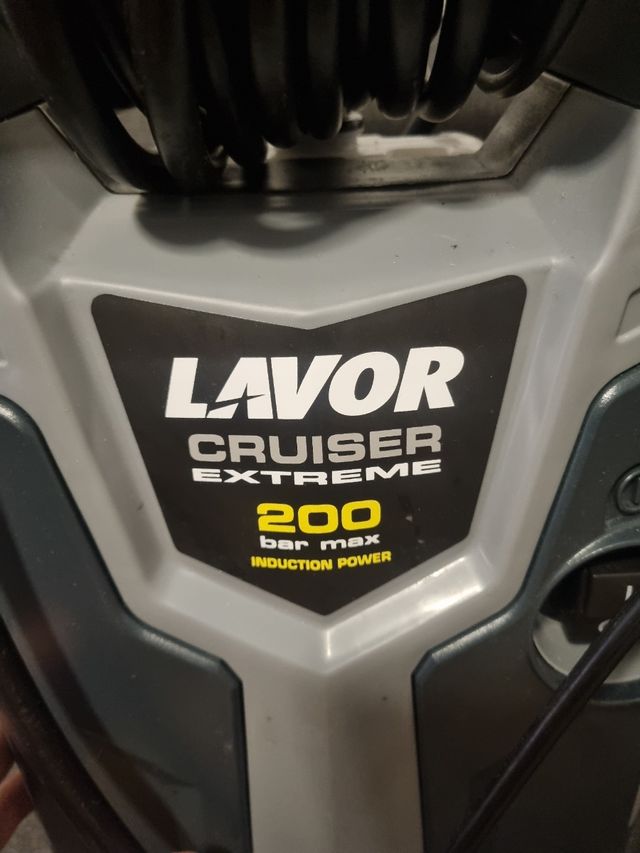 LAVOR
CRUISER
EXTREME
200
bar max
INDUCTION POWER